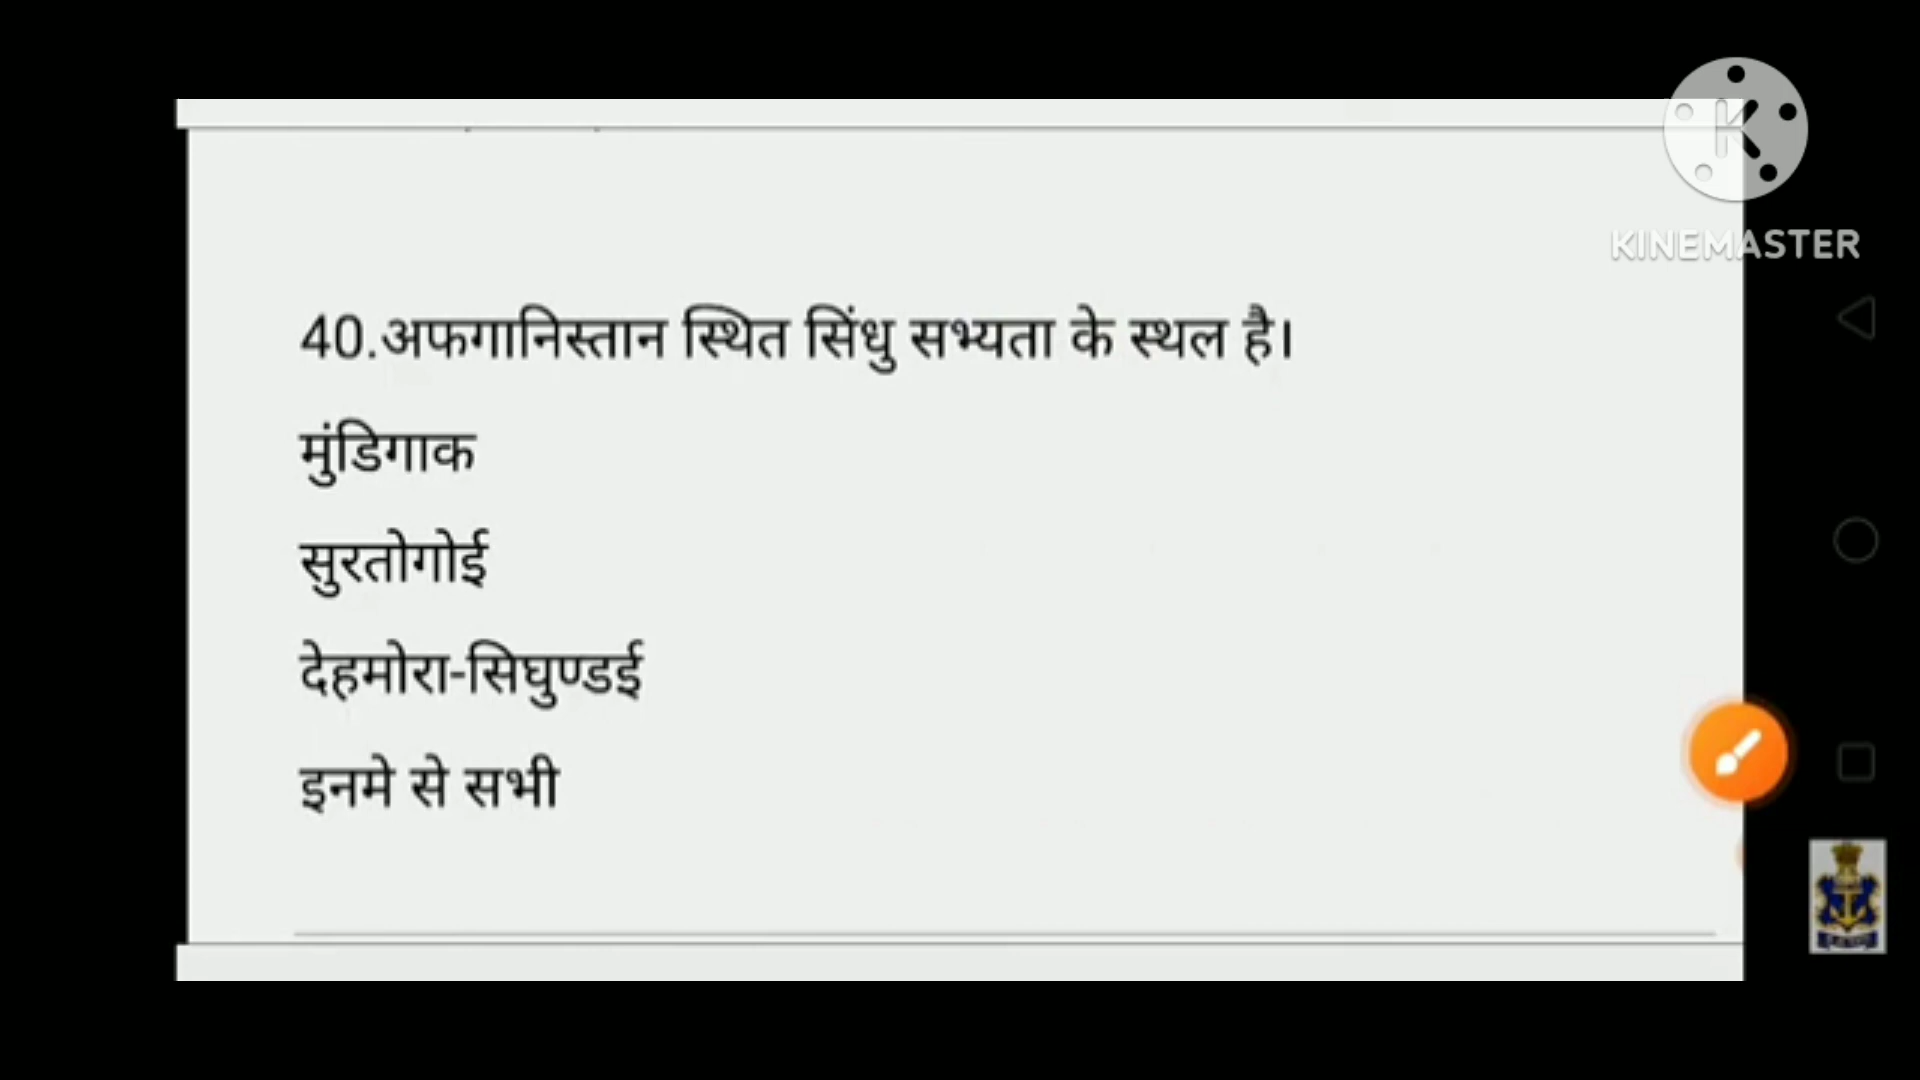 KINEMASTER
40.अफगानिस्तान स्थित सिंधु सभ्यता के स्थल है।
मुंडिगाक
सुरतोगोई
देहमोरा-सिघुण्डई
इनमे से सभी